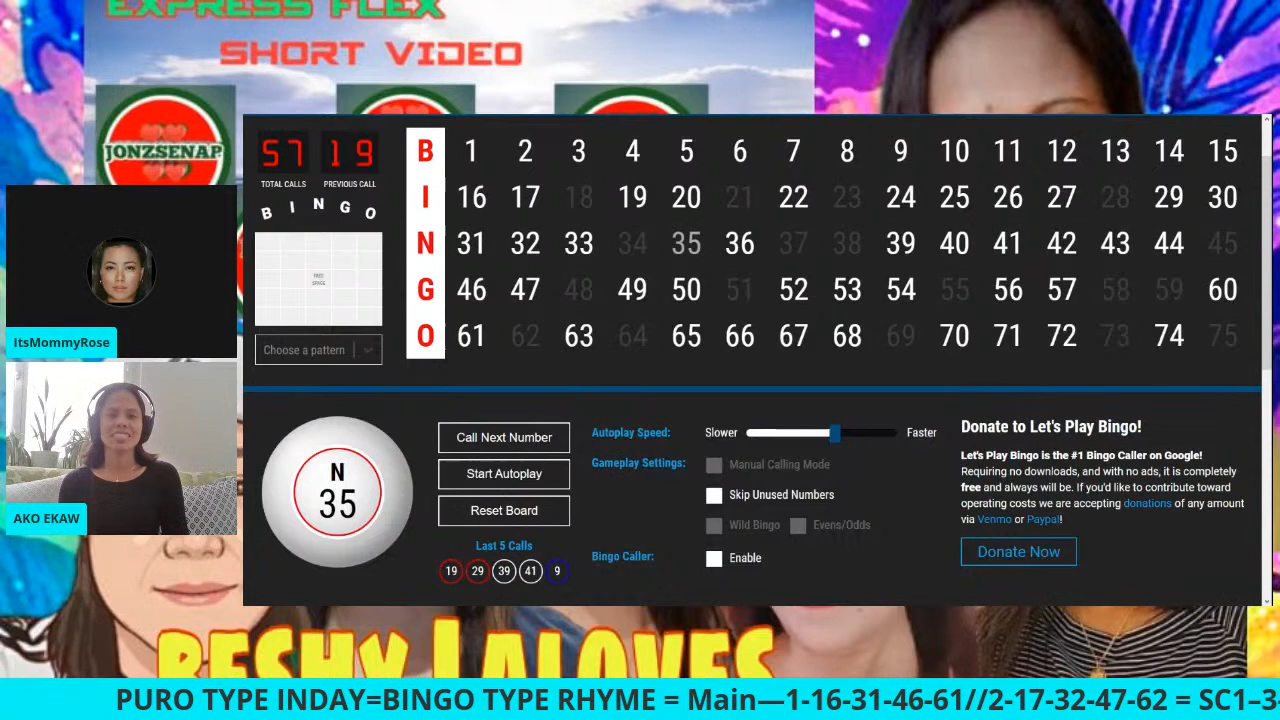 EXPRESS FLEX
SHORT VIDEO
JONZSENAP
57 19
TOTAL CALLS PREVIOUS CALL
B I N G O
FREE
SPACE
Choose a pattern
B 1 2 3 4 5 6 7 8 9 10 11 12 13 14 15
I 16 17 18 19 20 21 22 23 24 25 26 27 28 29 30
N 31 32 33 34 35 36 37 38 39 40 41 42 43 44 45
G 46 47 48 49 50 51 52 53 54 55 56 57 58 59 60
O 61 62 63 64 65 66 67 68 69 70 71 72 73 74 75
ItsMommyRose
AKO EKAW
N
35
Call Next Number
Start Autoplay
Reset Board
Last 5 Calls
19 29 39 41 9
Autoplay Speed: Slower Faster
Gameplay Settings: Manual Calling Mode
Skip Unused Numbers
Wild Bingo Evens/Odds
Bingo Caller: Enable
Donate to Let's Play Bingo!
Let's Play Bingo is the #1 Bingo Caller on Google!
Requiring no downloads, and with no ads, it is completely
free and always will be. If you'd like to contribute toward
operating costs we are accepting donations of any amount
via Venmo or Paypal!
Donate Now
BESHY LALOVES
PURO TYPE INDAY=BINGO TYPE RHYME = Main—1-16-31-46-61//2-17-32-47-62 = SC1–3-